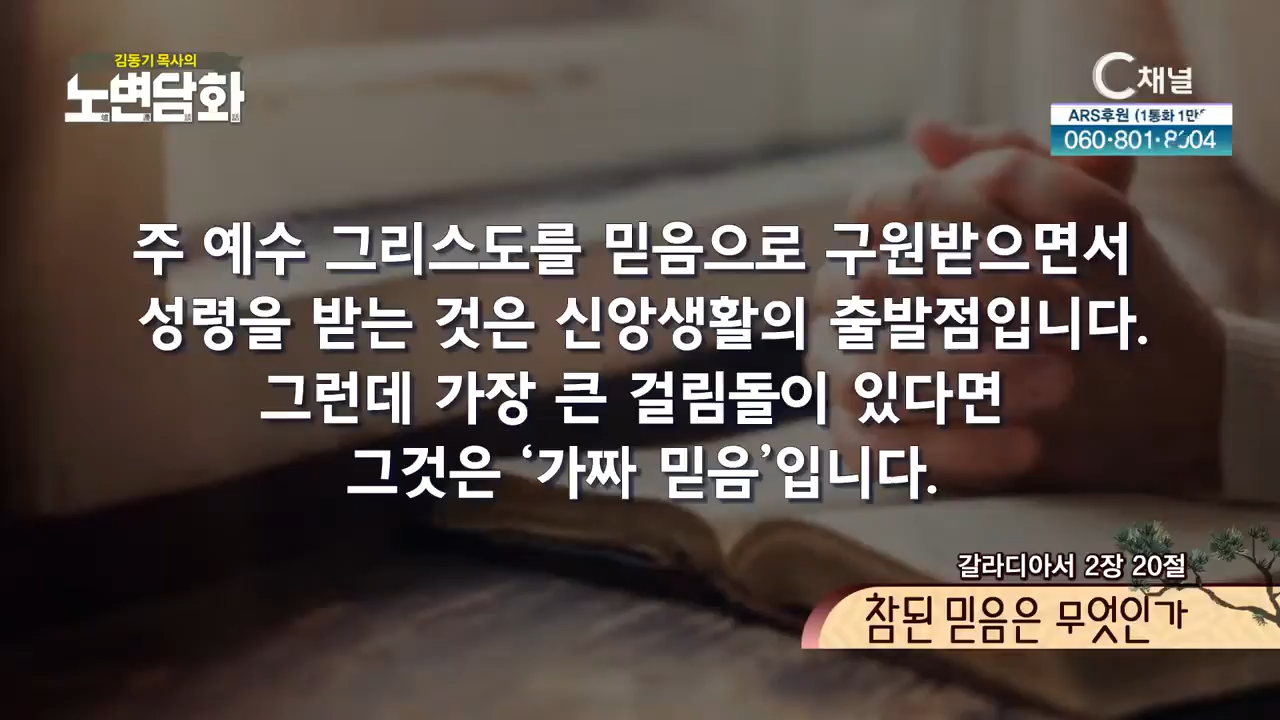 김동기 목사의
노변담화
C채널
ARS후원 (1통화
주 예수 그리스도를 믿음으로 구원받으면서
성령을 받는 것은 신앙생활의 출발점입니다.
그런데 가장 큰 걸림돌이 있다면
그것은 ‘가짜 믿음’입니다.
갈라디아서 2장 20절
참된 믿음은 무엇인가